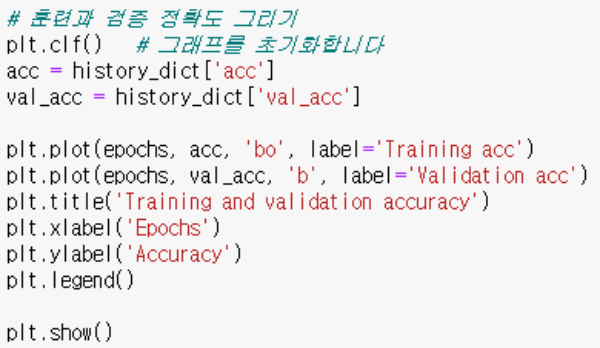 # 훈련과 검증 정확도 그리기
plt.clf()   # 그래프를 초기화합니다
acc = history_dict['acc']
val_acc = history_dict['val_acc']

plt.plot(epochs, acc, 'bo', label='Training acc')
plt.plot(epochs, val_acc, 'b', label='Validation acc')
plt.title('Training and validation accuracy')
plt.xlabel('Epochs')
plt.ylabel('Accuracy')
plt.legend()

plt.show()